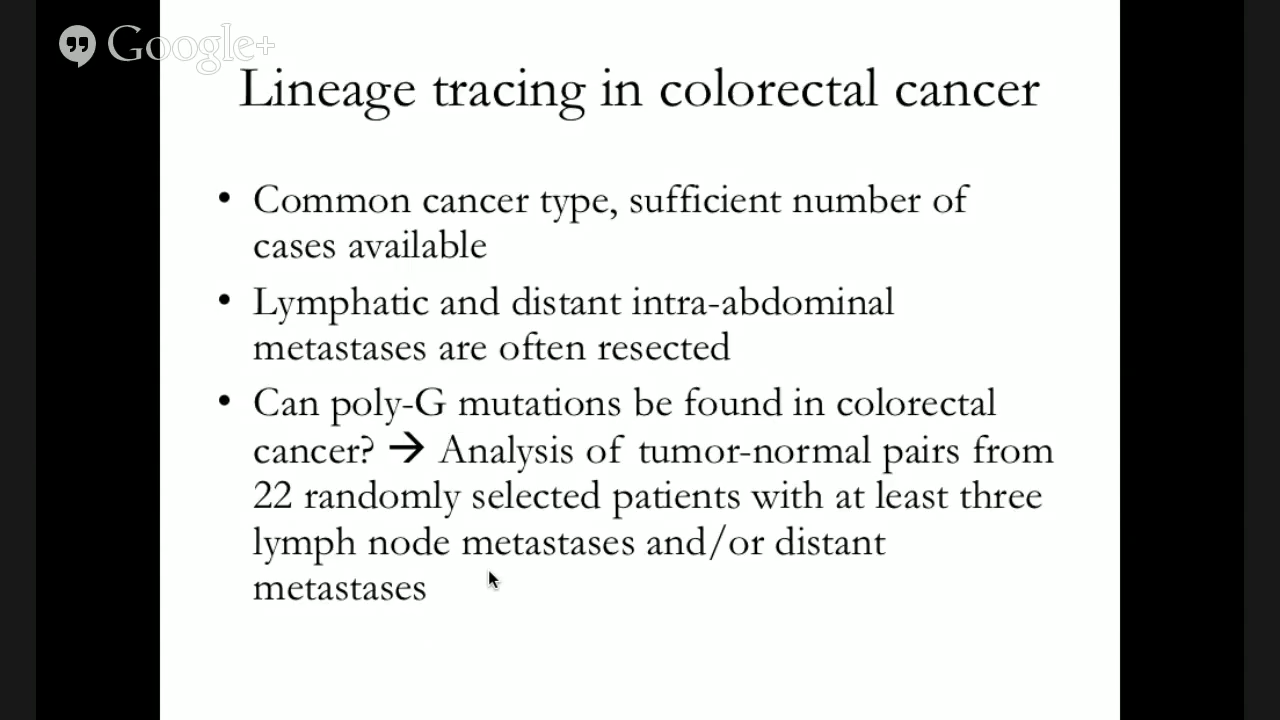 Google+
Lineage tracing in colorectal cancer
• Common cancer type, sufficient number of
cases available
• Lymphatic and distant intra-abdominal
metastases are often resected
• Can poly-G mutations be found in colorectal
cancer? → Analysis of tumor-normal pairs from
22 randomly selected patients with at least three
lymph node metastases and/or distant
metastases